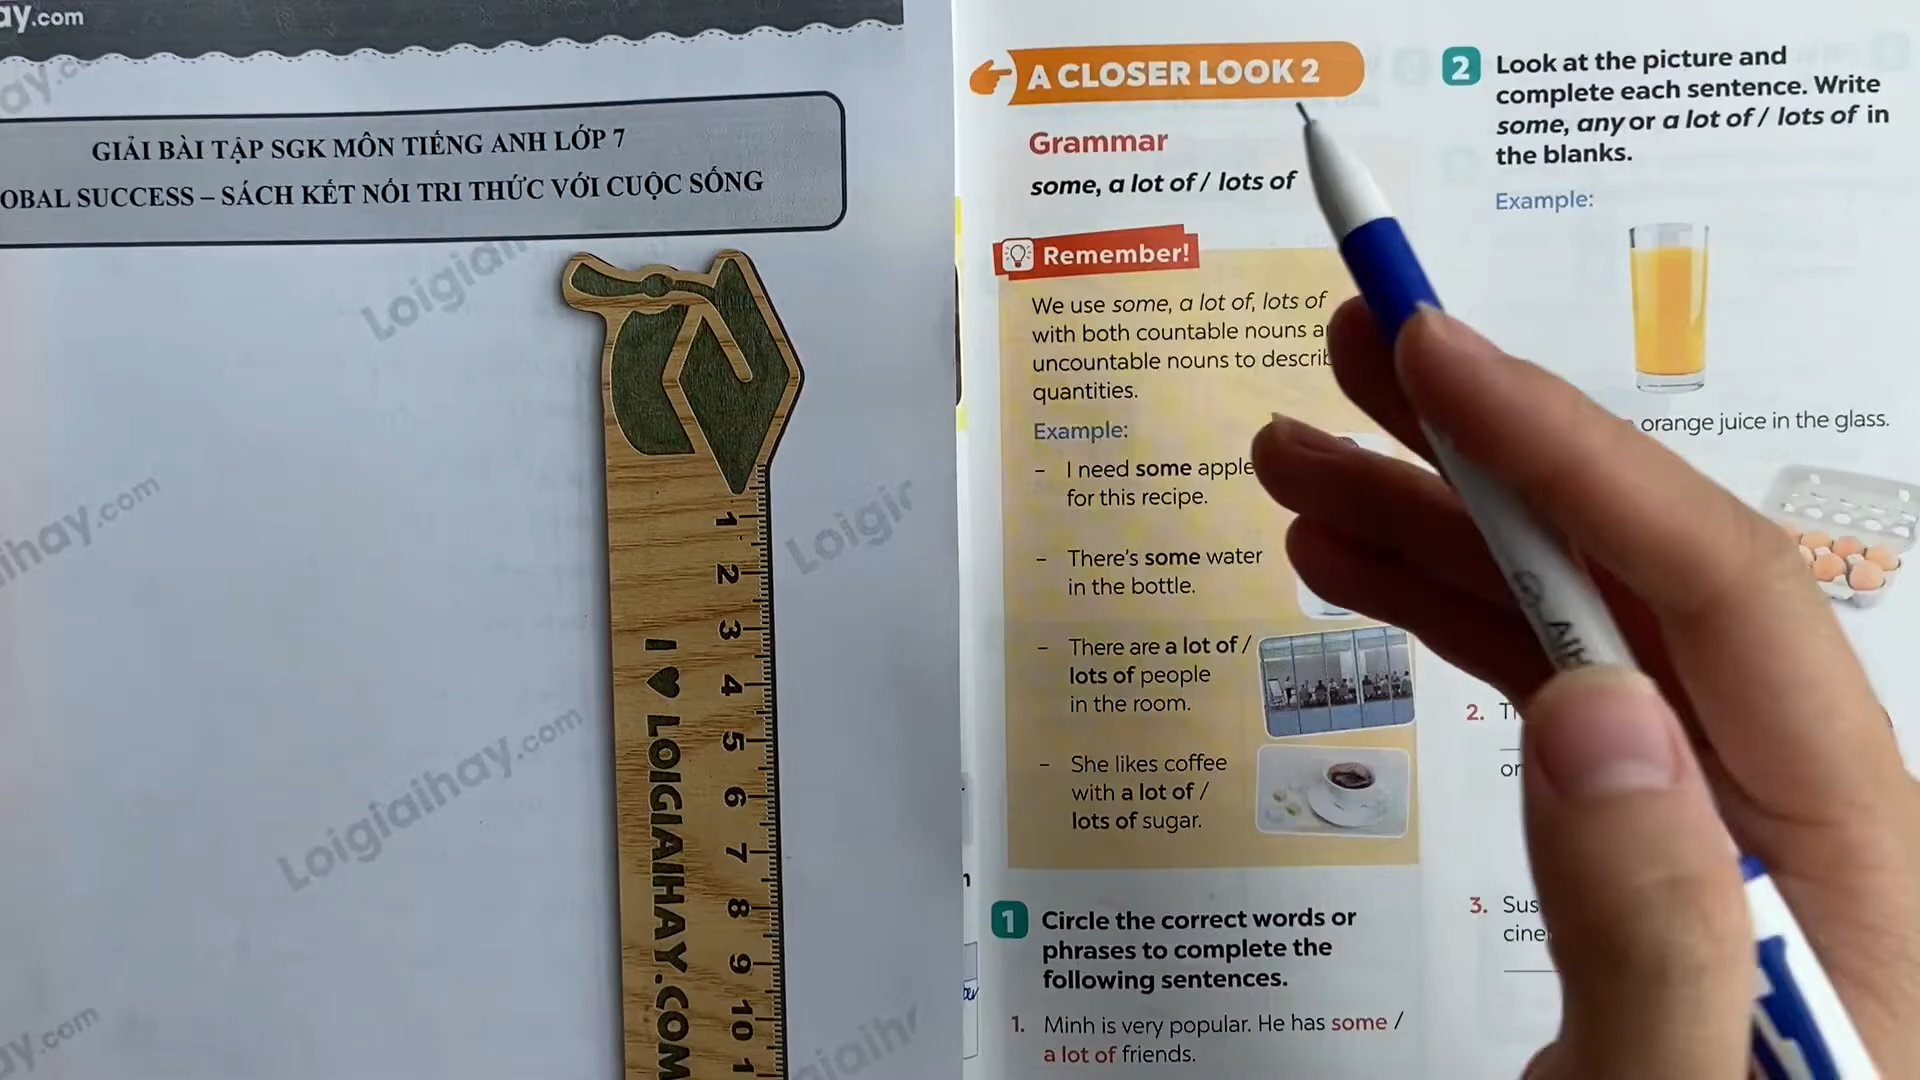 ay.com
GIẢI BÀI TẬP SGK MÔN TIẾNG ANH LỚP 7
OBAL SUCCESS – SÁCH KẾT NỐI TRI THỨC VỚI CUỘC SỐNG
Loigiaih
ihay.com
Loigiaihay.com
ay.com
1
2
3
4
5
6
7
8
9
10
I ♥ LOIGIAIHAY.COM
A CLOSER LOOK 2
Grammar
some, a lot of / lots of
Remember!
We use some, a lot of, lots of
with both countable nouns
uncountable nouns to
quantities.
Example:
– I need some apple
for this recipe.
– There's some water
in the bottle.
– There are a lot of /
lots of people
in the room.
– She likes coffee
with a lot of /
lots of sugar.
1 Circle the correct words or
phrases to complete the
following sentences.
1. Minh is very popular. He has some /
a lot of friends.
2 Look at the picture and
complete each sentence. Write
some, any or a lot of / lots of in
the blanks.
Example:
orange juice in the glass.
2.
or
3. Sus
cine